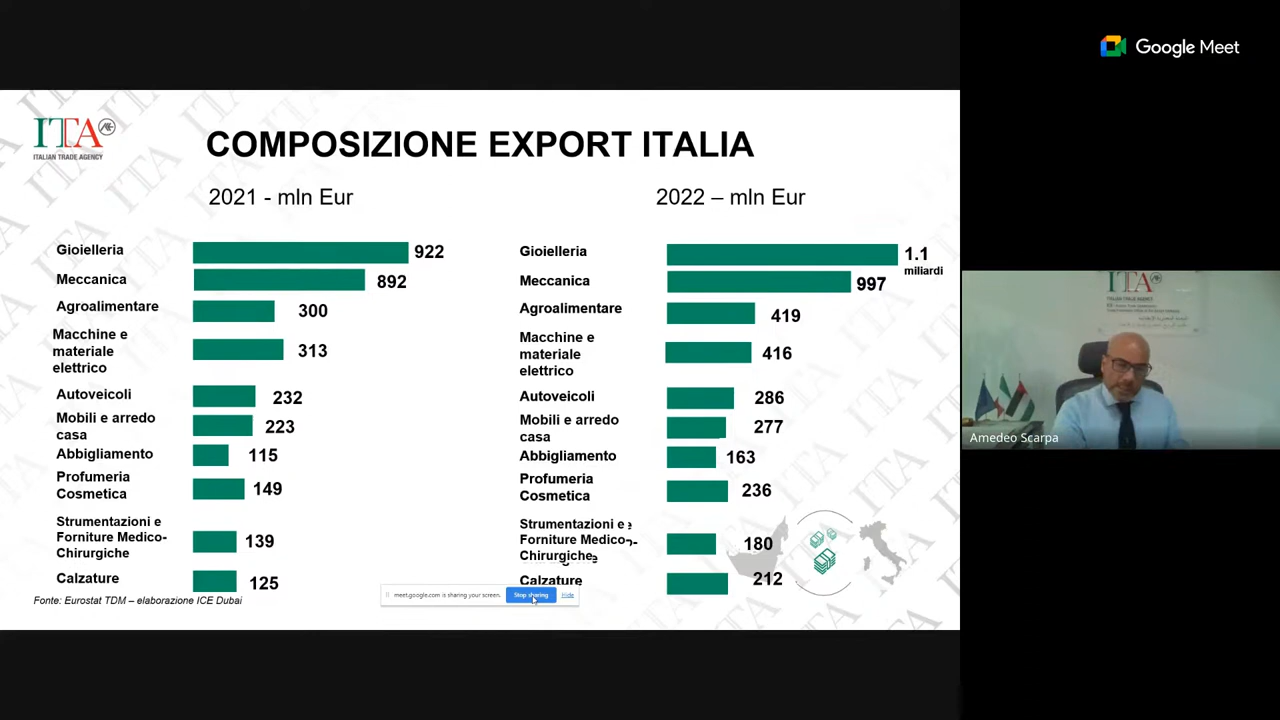 Google Meet
ITA
ITALIAN TRADE AGENCY
COMPOSIZIONE EXPORT ITALIA
2021 - mln Eur
Gioielleria
922
Meccanica
892
Agroalimentare
300
Macchine e
materiale
elettrico
313
Autoveicoli
232
Mobili e arredo
casa
223
Abbigliamento
115
Profumeria
Cosmetica
149
Strumentazioni e
Forniture Medico-
Chirurgiche
139
Calzature
125
2022 – mln Eur
Gioielleria
1.1
miliardi
Meccanica
997
Agroalimentare
419
Macchine e
materiale
elettrico
416
Autoveicoli
286
Mobili e arredo
casa
277
Abbigliamento
163
Profumeria
Cosmetica
236
Strumentazioni e
Forniture Medico-
Chirurgiche
180
Calzature
212
Fonte: Eurostat TDM – elaborazione ICE Dubai
meet.google.com is sharing your screen.
Stop sharing
Hide
ITA
ITALIAN TRADE AGENCY
Amedeo Scarpa